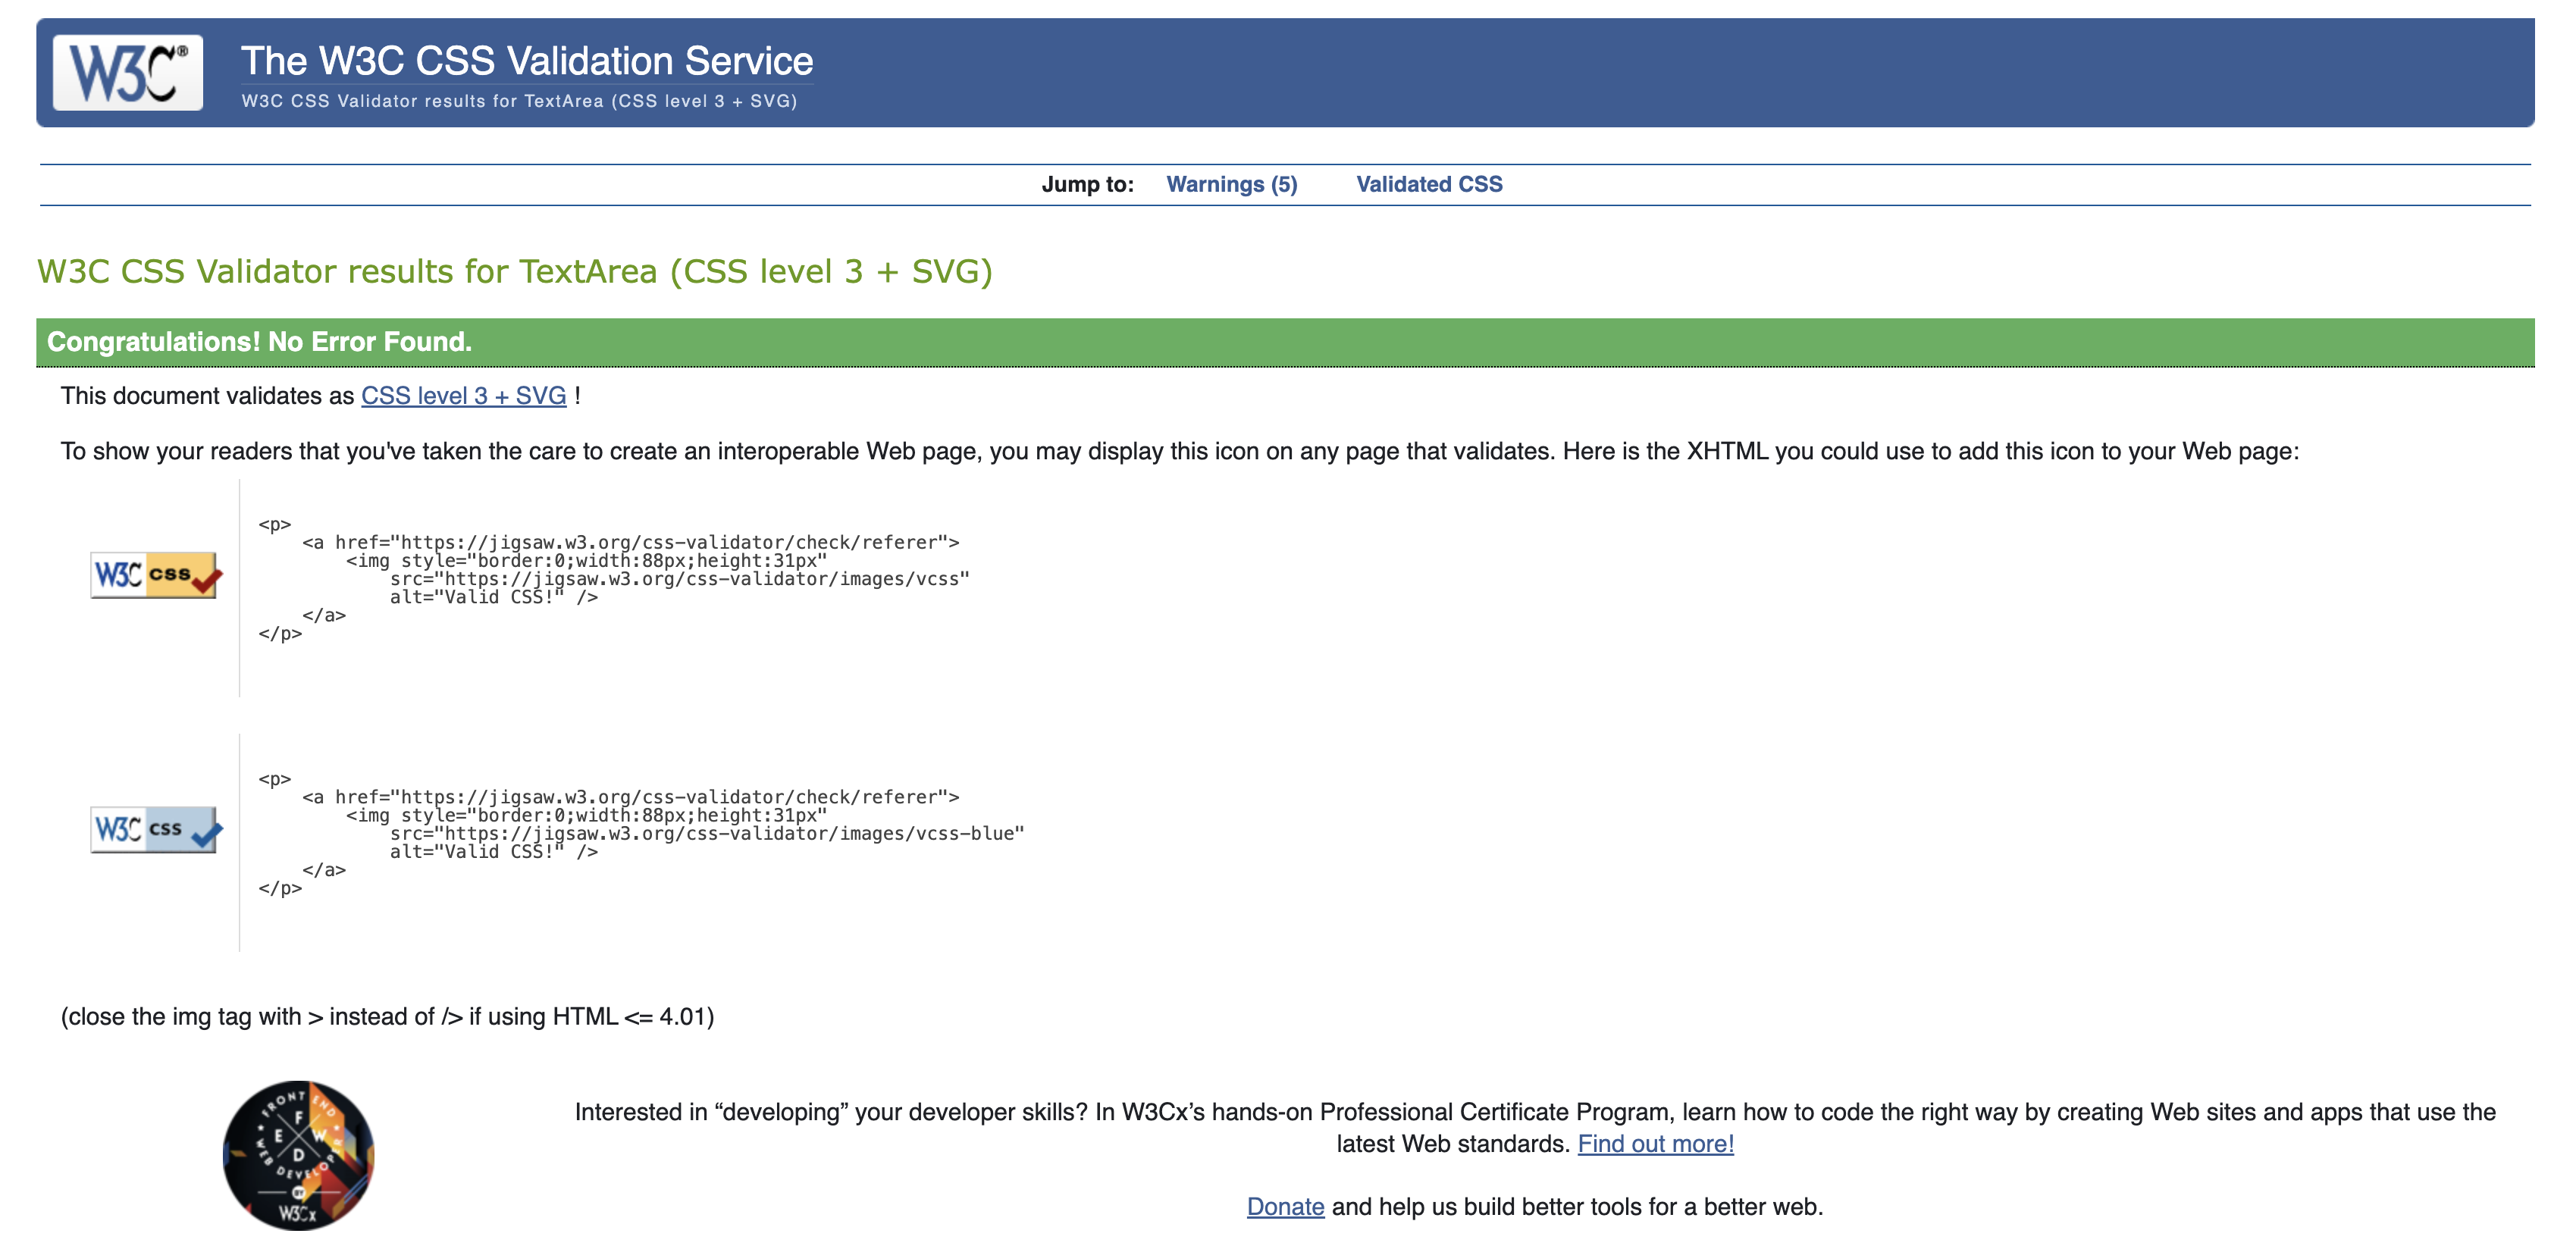 W3C®
The W3C CSS Validation Service
W3C CSS Validator results for TextArea (CSS level 3 + SVG)
Jump to: Warnings (5) Validated CSS
W3C CSS Validator results for TextArea (CSS level 3 + SVG)
Congratulations! No Error Found.
This document validates as CSS level 3 + SVG !
To show your readers that you've taken the care to create an interoperable Web page, you may display this icon on any page that validates. Here is the XHTML you could use to add this icon to your Web page:
W3C css
<p>
    <a href="https://jigsaw.w3.org/css-validator/check/referer">
        <img style="border:0;width:88px;height:31px"
            src="https://jigsaw.w3.org/css-validator/images/vcss"
            alt="Valid CSS!" />
    </a>
</p>
W3C css
<p>
    <a href="https://jigsaw.w3.org/css-validator/check/referer">
        <img style="border:0;width:88px;height:31px"
            src="https://jigsaw.w3.org/css-validator/images/vcss-blue"
            alt="Valid CSS!" />
    </a>
</p>
(close the img tag with > instead of /> if using HTML <= 4.01)
FRONT END
F
E W
D
WEB DEVELOPER
BY
W3Cx
Interested in “developing” your developer skills? In W3Cx’s hands-on Professional Certificate Program, learn how to code the right way by creating Web sites and apps that use the
latest Web standards. Find out more!
Donate and help us build better tools for a better web.